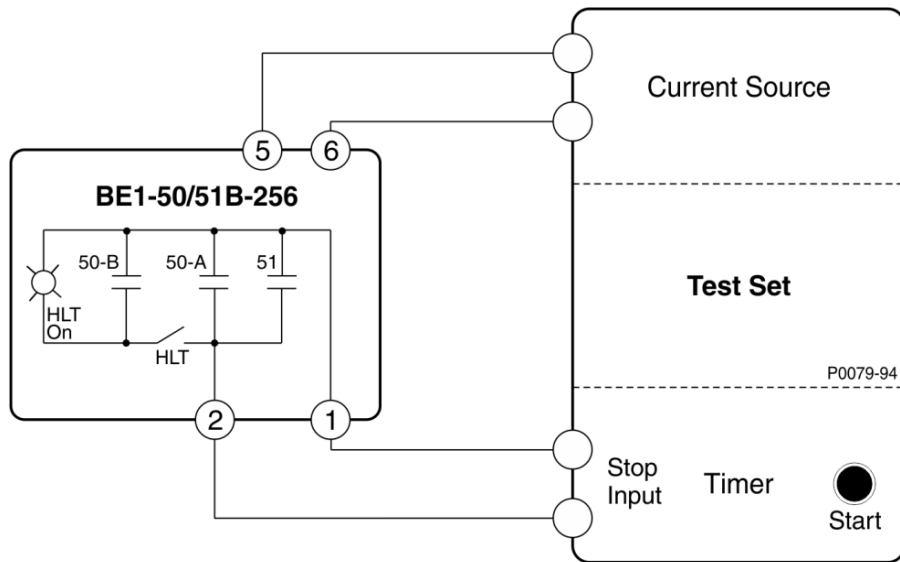 Current Source
5
6
BE1-50/51B-256
50-B
50-A
51
HLT
On
HLT
Test Set
P0079-94
2
1
Stop
Input
Timer
Start